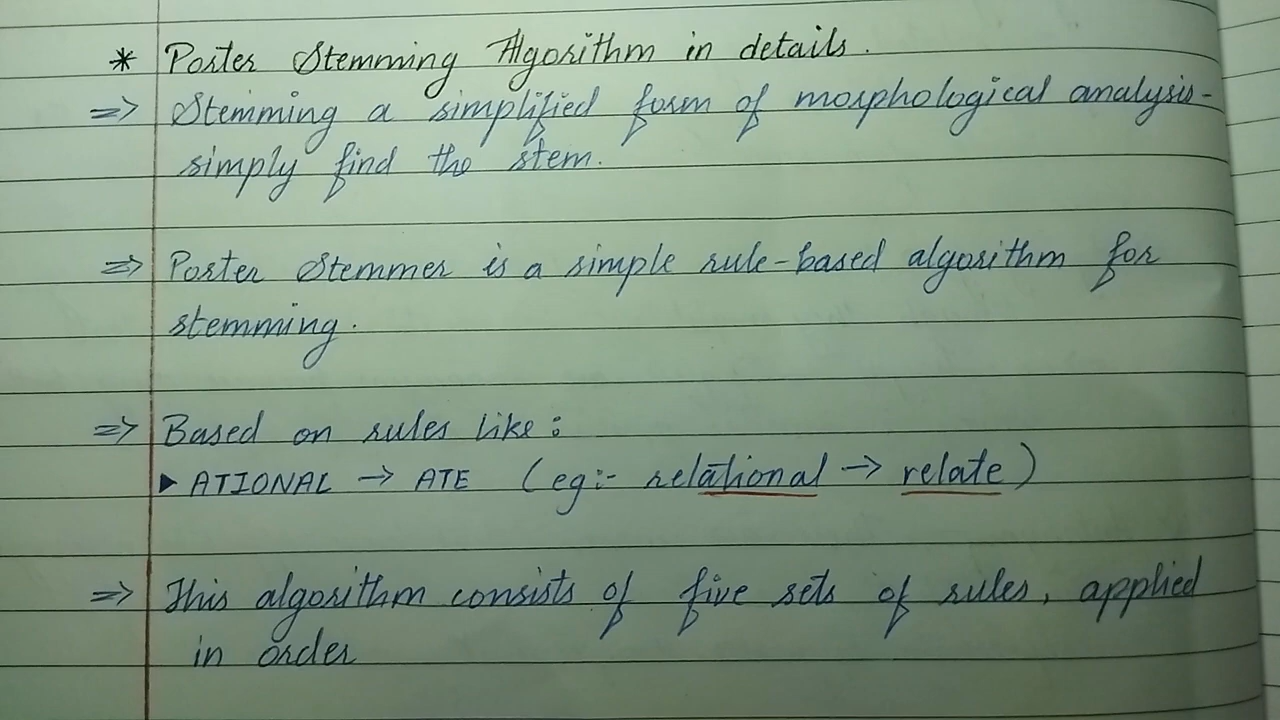 * Porter Stemming Algorithm in details.
=> Stemming a simplified form of morphological analysis-
simply find the stem.
=> Porter Stemmer is a simple rule-based algorithm for
stemming.
=> Based on rules like:
▶ ATIONAL → ATE (eg:- relational → relate)
=> This algorithm consists of five sets of rules, applied
in order